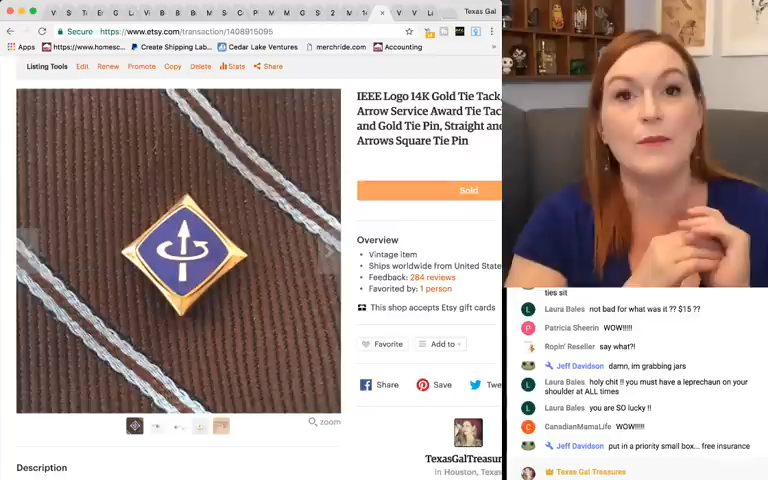 Texas Gal
Secure
https://www.etsy.com/transaction/1408915095
Apps
https://www.homesc...
Create Shipping Lab...
Cedar Lake Ventures
merchride.com
Accounting
Listing Tools
Edit
Renew
Promote
Copy
Delete
Stats
Share
IEEE Logo 14K Gold Tie Tack,
Arrow Service Award Tie Tac
and Gold Tie Pin, Straight and
Arrows Square Tie Pin
Sold
Overview
• Vintage item
• Ships worldwide from United State
• Feedback: 284 reviews
• Favorited by: 1 person
This shop accepts Etsy gift cards
Favorite
Add to
Share
Save
Twe
zoom
TexasGalTreasur
in Houston, Texa
Description
ties sit
Laura Bales not bad for what was it ?? $15 ??
Patricia Sheerin WOW!!!!!
Ropin' Reseller say what?!
Jeff Davidson damn, im grabbing jars
Laura Bales holy chit !! you must have a leprechaun on your
shoulder at ALL times
Laura Bales you are SO lucky !!
CanadianMamaLife WOW!!!!!
Jeff Davidson put in a priority small box... free insurance
Texas Gal Treasures